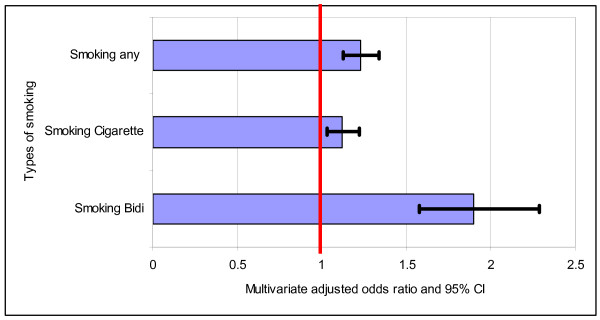 Types of smoking
Smoking any
Smoking Cigarette
Smoking Bidi
0 0.5 1 1.5 2 2.5
Multivariate adjusted odds ratio and 95% CI